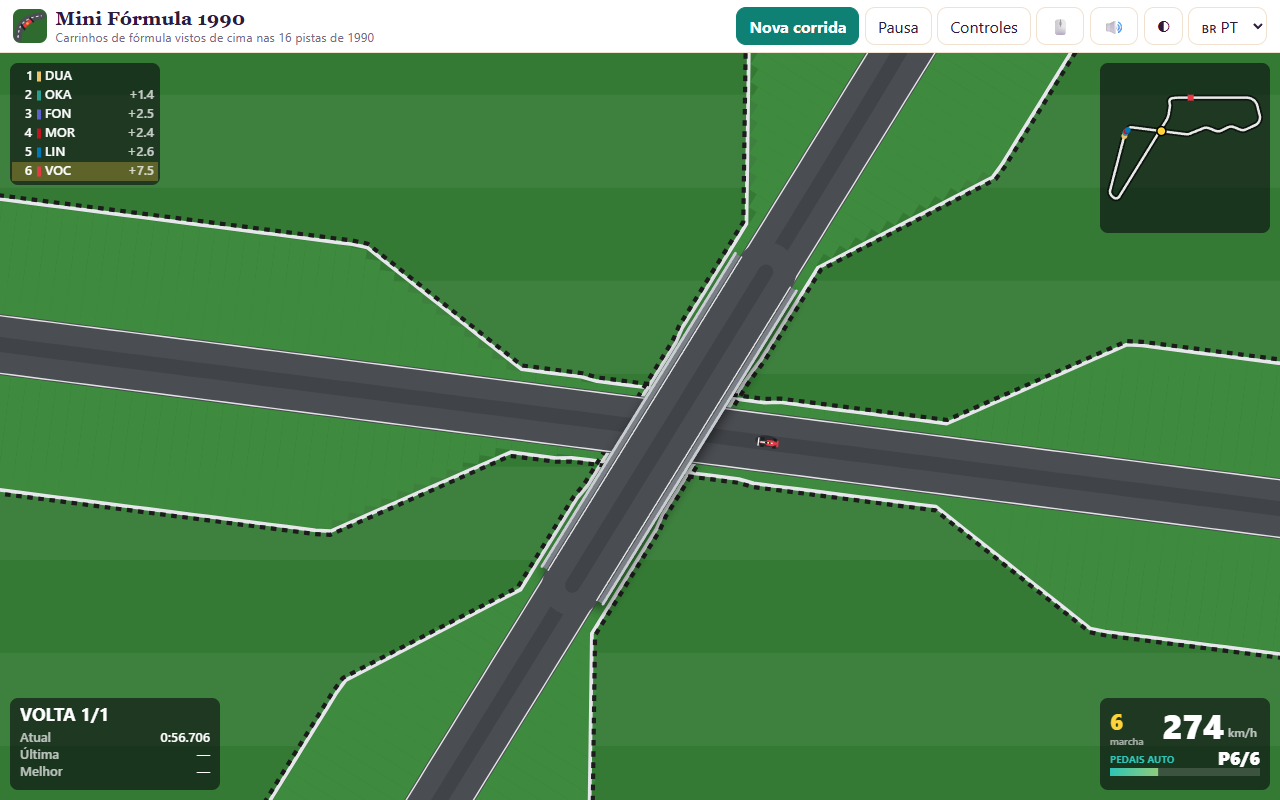 Mini Fórmula 1990
Carrinhos de fórmula vistos de cima nas 16 pistas de 1990
Nova corrida
Pausa
Controles
BR PT
1 DUA
2 OKA +1.4
3 FON +2.5
4 MOR +2.4
5 LIN +2.6
6 VOC +7.5
VOLTA 1/1
Atual 0:56.706
Última —
Melhor —
6 274 km/h
marcha
PEDAIS AUTO P6/6